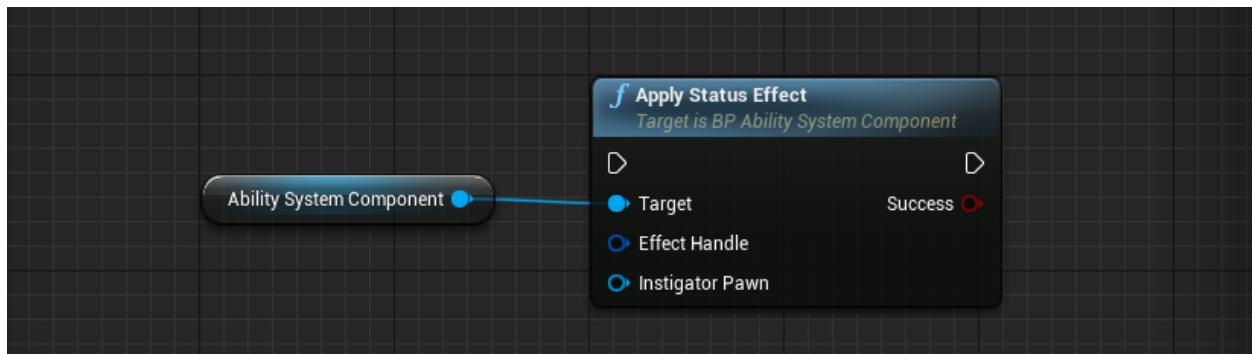 f Apply Status Effect
Target is BP Ability System Component
Ability System Component
Target
Success
Effect Handle
Instigator Pawn